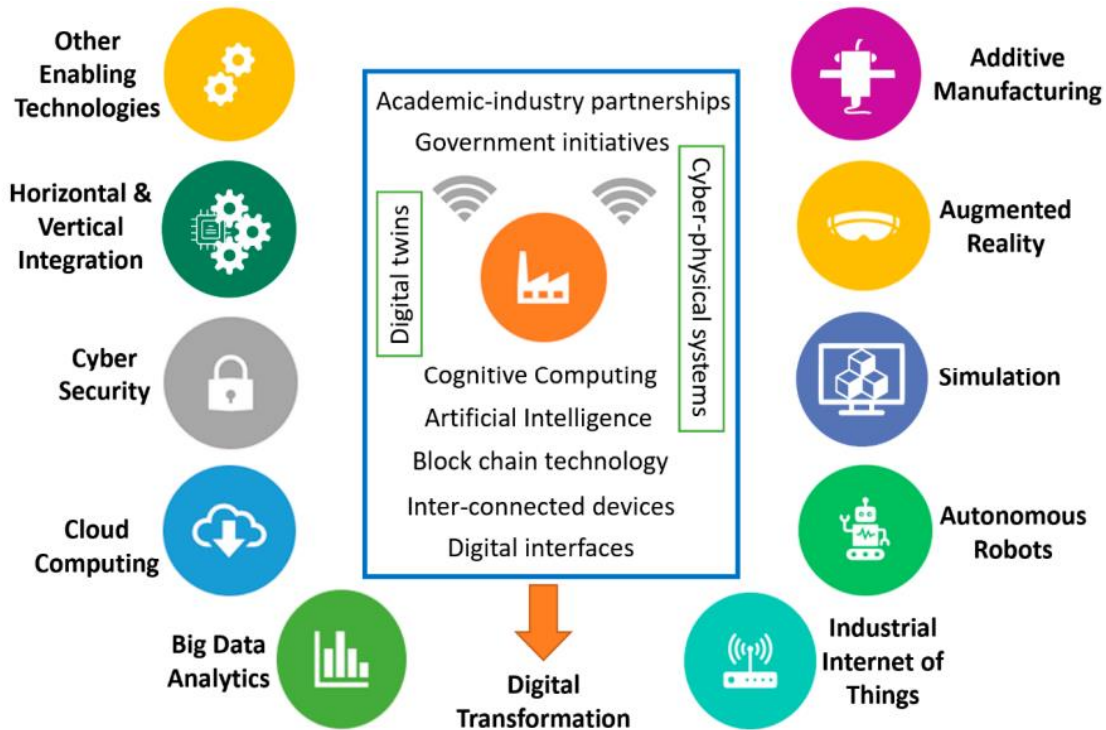 Other
Enabling
Technologies
Horizontal &
Vertical
Integration
Cyber
Security
Cloud
Computing
Big Data
Analytics
Academic-industry partnerships
Government initiatives
Digital twins
Cyber-physical systems
Cognitive Computing
Artificial Intelligence
Block chain technology
Inter-connected devices
Digital interfaces
Digital
Transformation
Additive
Manufacturing
Augmented
Reality
Simulation
Autonomous
Robots
Industrial
Internet of
Things